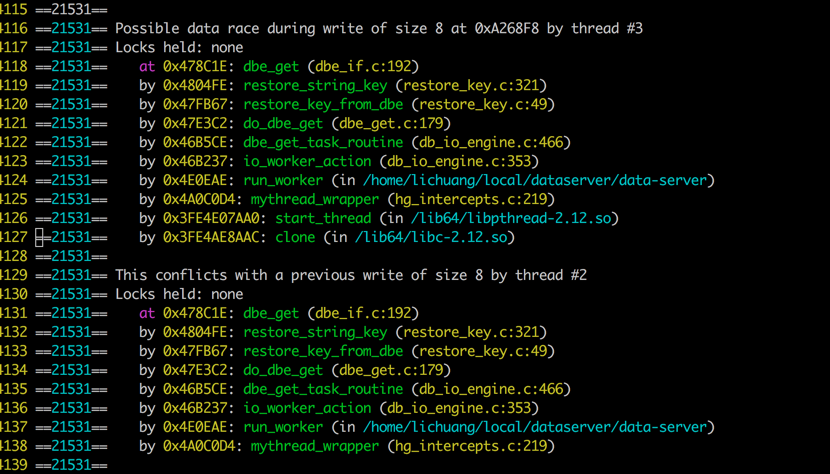 4115 ==21531==
4116 ==21531== Possible data race during write of size 8 at 0xA268F8 by thread #3
4117 ==21531== Locks held: none
4118 ==21531==    at 0x478C1E: dbe_get (dbe_if.c:192)
4119 ==21531==    by 0x4804FE: restore_string_key (restore_key.c:321)
4120 ==21531==    by 0x47FB67: restore_key_from_dbe (restore_key.c:49)
4121 ==21531==    by 0x47E3C2: do_dbe_get (dbe_get.c:179)
4122 ==21531==    by 0x46B5CE: dbe_get_task_routine (db_io_engine.c:466)
4123 ==21531==    by 0x46B237: io_worker_action (db_io_engine.c:353)
4124 ==21531==    by 0x4E0EAE: run_worker (in /home/lichuang/local/dataserver/data-server)
4125 ==21531==    by 0x4A0C0D4: mythread_wrapper (hg_intercepts.c:219)
4126 ==21531==    by 0x3FE4E07AA0: start_thread (in /lib64/libpthread-2.12.so)
4127 ==21531==    by 0x3FE4AE8AAC: clone (in /lib64/libc-2.12.so)
4128 ==21531==
4129 ==21531== This conflicts with a previous write of size 8 by thread #2
4130 ==21531== Locks held: none
4131 ==21531==    at 0x478C1E: dbe_get (dbe_if.c:192)
4132 ==21531==    by 0x4804FE: restore_string_key (restore_key.c:321)
4133 ==21531==    by 0x47FB67: restore_key_from_dbe (restore_key.c:49)
4134 ==21531==    by 0x47E3C2: do_dbe_get (dbe_get.c:179)
4135 ==21531==    by 0x46B5CE: dbe_get_task_routine (db_io_engine.c:466)
4136 ==21531==    by 0x46B237: io_worker_action (db_io_engine.c:353)
4137 ==21531==    by 0x4E0EAE: run_worker (in /home/lichuang/local/dataserver/data-server)
4138 ==21531==    by 0x4A0C0D4: mythread_wrapper (hg_intercepts.c:219)
4139 ==21531==